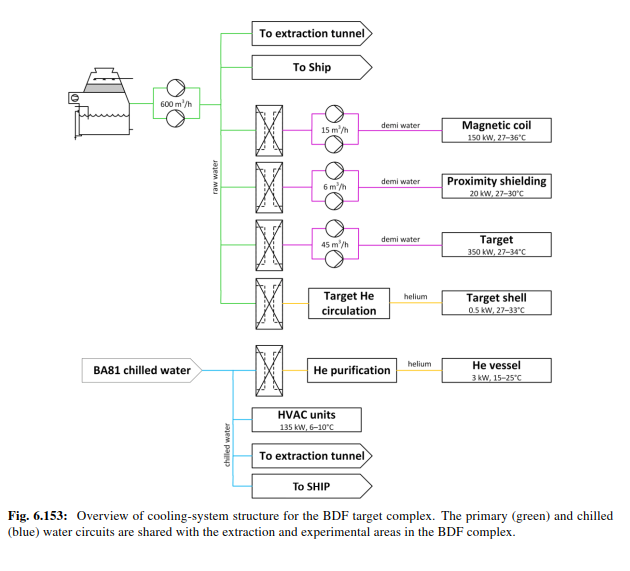 To extraction tunnel
To Ship
600 m³/h
raw water
15 m³/h
demi water
Magnetic coil
150 kW, 27–36°C
6 m³/h
demi water
Proximity shielding
20 kW, 27–30°C
45 m³/h
demi water
Target
350 kW, 27–34°C
Target He
circulation
helium
Target shell
0.5 kW, 27–33°C
BA81 chilled water
He purification
helium
He vessel
3 kW, 15–25°C
chilled water
HVAC units
135 kW, 6–10°C
To extraction tunnel
To SHIP
Fig. 6.153: Overview of cooling-system structure for the BDF target complex. The primary (green) and chilled
(blue) water circuits are shared with the extraction and experimental areas in the BDF complex.